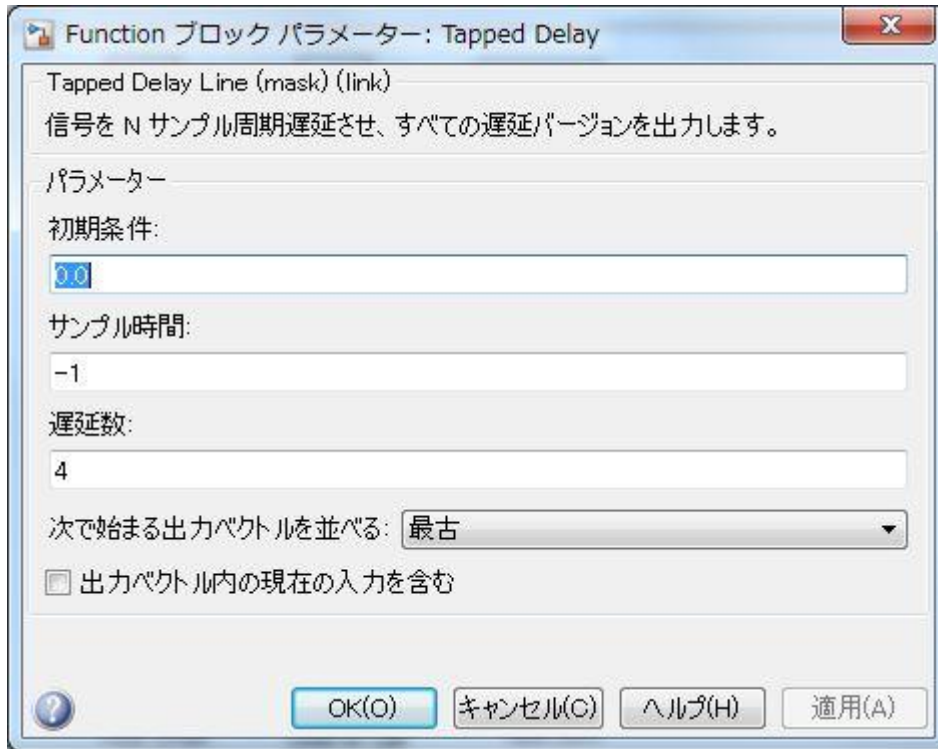 Function ブロック パラメーター: Tapped Delay
Tapped Delay Line (mask) (link)
信号を N サンプル周期遅延させ、すべての遅延バージョンを出力します。
パラメーター
初期条件:
0.0
サンプル時間:
-1
遅延数:
4
次で始まる出力ベクトルを並べる: 最古
出力ベクトル内の現在の入力を含む
OK(O) キャンセル(C) ヘルプ(H) 適用(A)